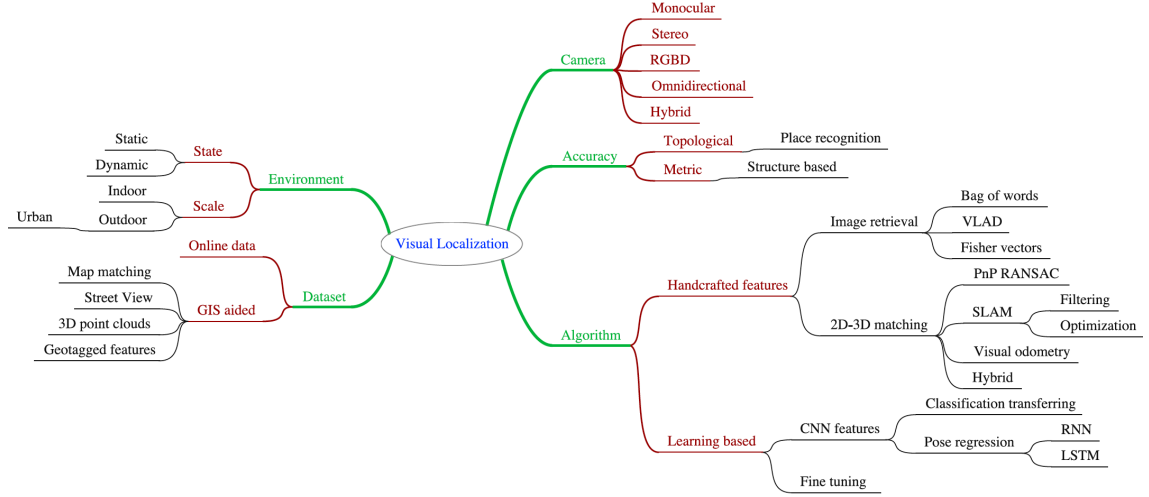 Visual Localization
Camera
Monocular
Stereo
RGBD
Omnidirectional
Hybrid
Accuracy
Topological
Place recognition
Metric
Structure based
Algorithm
Handcrafted features
Image retrieval
Bag of words
VLAD
Fisher vectors
2D-3D matching
PnP RANSAC
SLAM
Filtering
Optimization
Visual odometry
Hybrid
Learning based
CNN features
Classification transferring
Pose regression
RNN
LSTM
Fine tuning
Environment
State
Static
Dynamic
Scale
Indoor
Outdoor
Urban
Dataset
Online data
GIS aided
Map matching
Street View
3D point clouds
Geotagged features